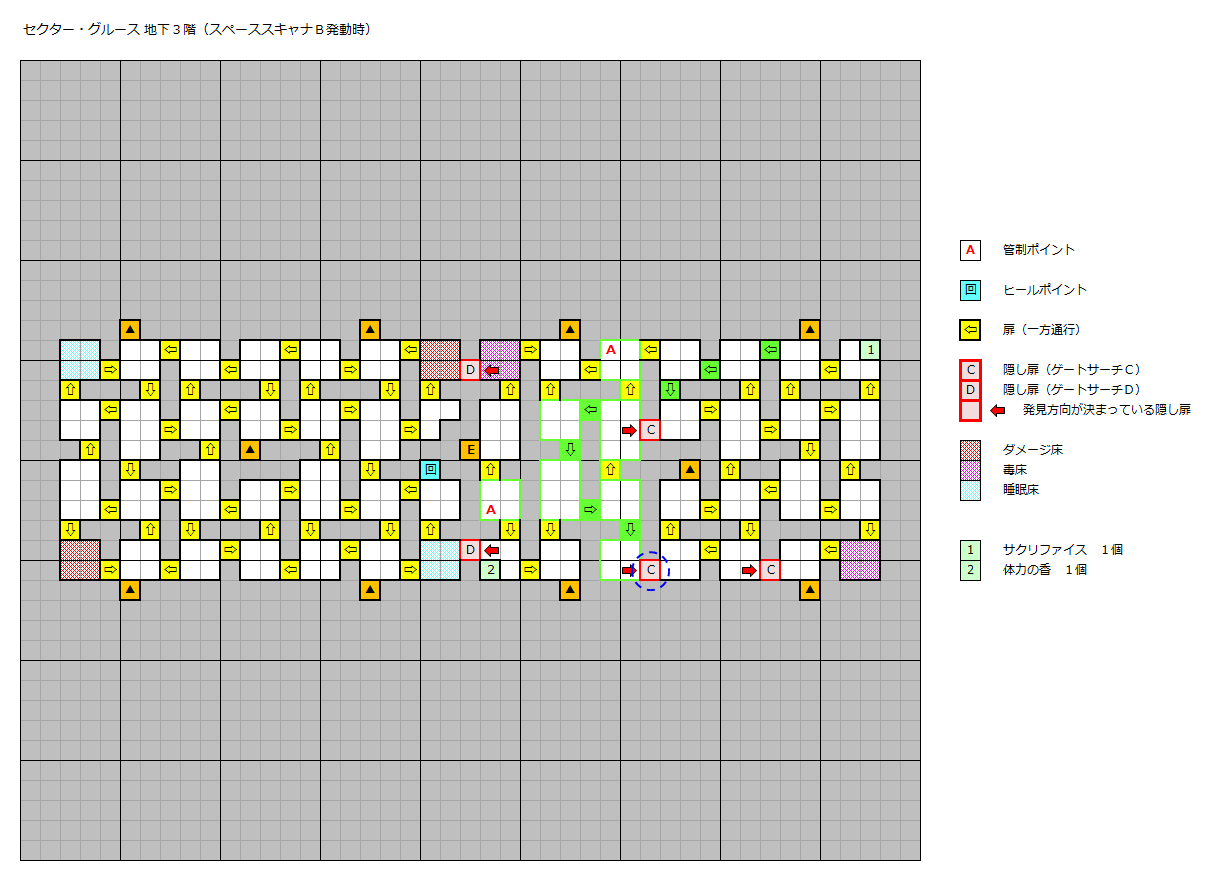 セクター・グルース 地下３階（スペーススキャナＢ発動時）
A 管制ポイント
回 ヒールポイント
扉（一方通行）
C 隠し扉（ゲートサーチＣ）
D 隠し扉（ゲートサーチＤ）
発見方向が決まっている隠し扉
ダメージ床
毒床
睡眠床
1 サクリファイス　１個
2 体力の香　１個
A 1
D
C
E
回
A
D
2 C C